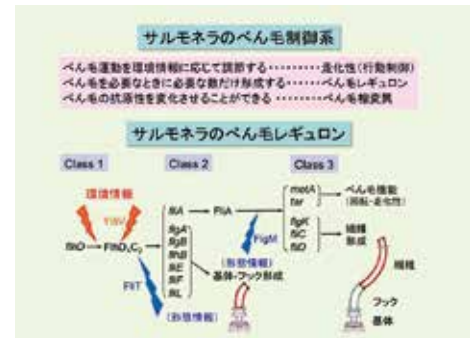 サルモネラのべん毛制御系
べん毛運動を環境情報に応じて調節する・・・・・・・・・走化性(行動制御)
べん毛を必要なときに必要な数だけ形成する・・・・・・べん毛レギュロン
べん毛の抗原性を変化させることができる・・・・・・・べん毛相変異
サルモネラのべん毛レギュロン
Class 1
Class 2
Class 3
環境情報
YdiV
flhD
FlhD₄C₂
FliT
(形態情報)
fliA
FliA
flgA
flgB
flhB
fliE
fliF
fliL
FlgM
(形態情報)
基体・フック形成
motA
tar
べん毛機能
(回転・走化性)
flgK
fliC
fliD
繊維
形成
繊維
フック
基体